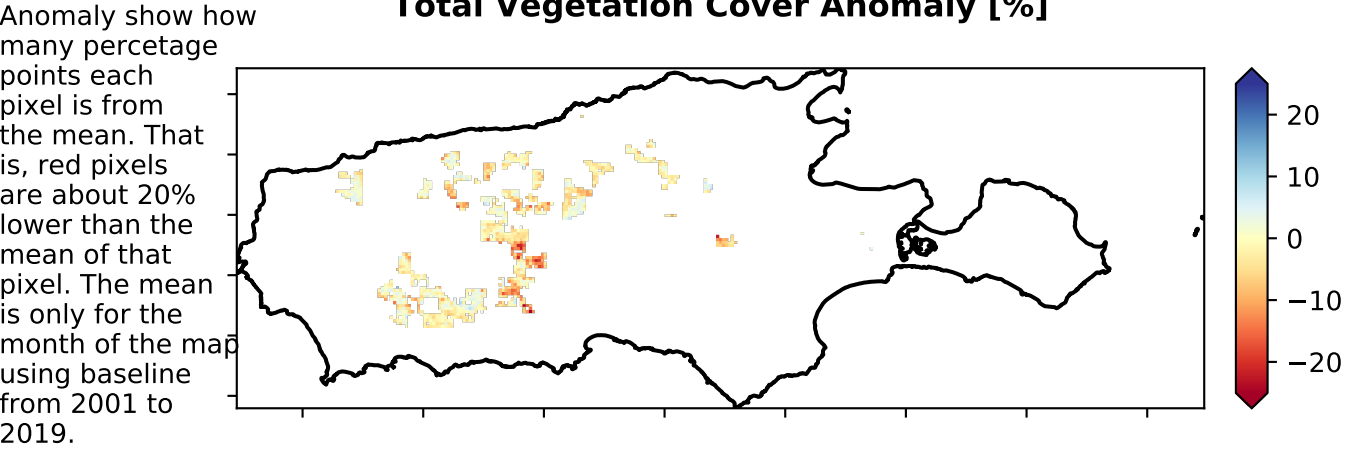 Total Vegetation Cover Anomaly [%]
Anomaly show how
many percetage
points each
pixel is from
the mean. That
is, red pixels
are about 20%
lower than the
mean of that
pixel. The mean
is only for the
month of the map
using baseline
from 2001 to
2019.
20
10
0
−10
−20